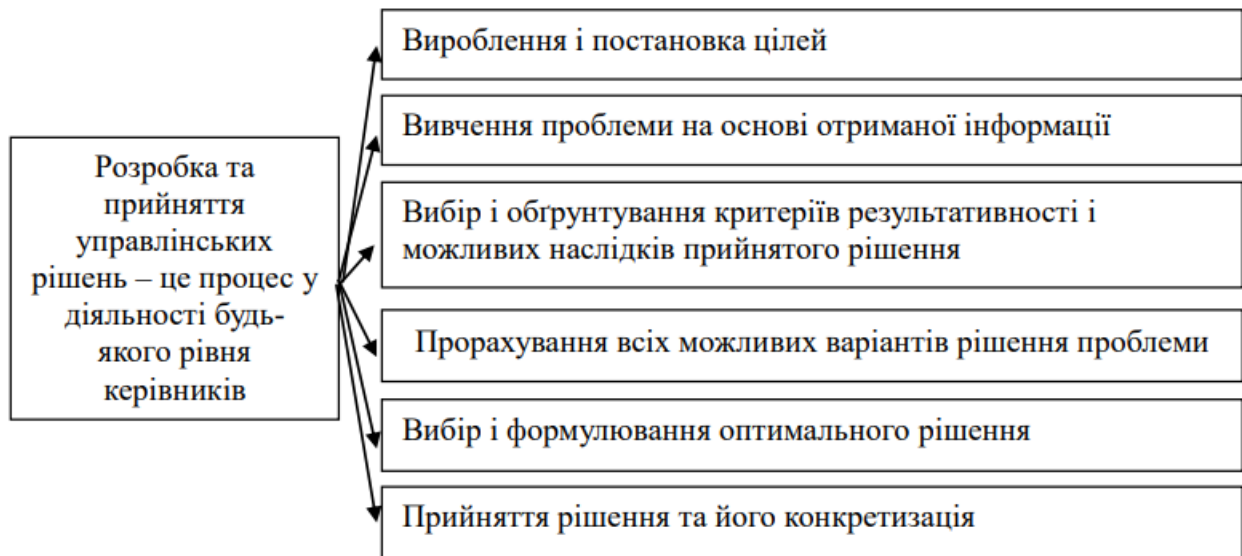 Розробка та
прийняття
управлінських
рішень – це процес у
діяльності будь-
якого рівня
керівників
Вироблення і постановка цілей
Вивчення проблеми на основі отриманої інформації
Вибір і обґрунтування критеріїв результативності і
можливих наслідків прийнятого рішення
Прорахування всіх можливих варіантів рішення проблеми
Вибір і формулювання оптимального рішення
Прийняття рішення та його конкретизація